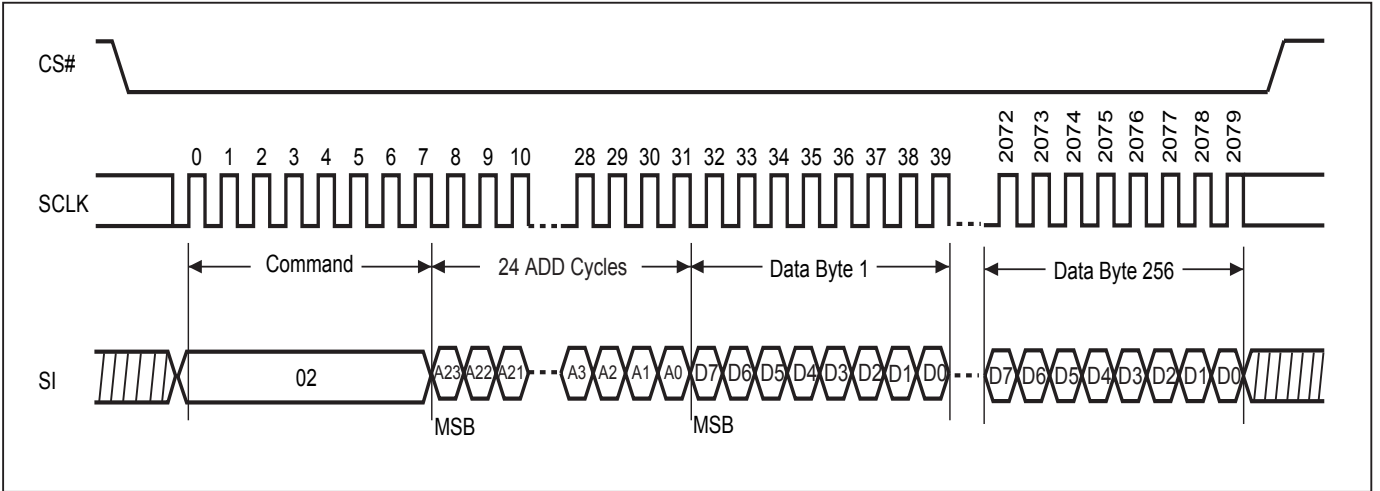 CS#
2072 2073 2074 2075 2076 2077 2078 2079
0 1 2 3 4 5 6 7 8 9 10 28 29 30 31 32 33 34 35 36 37 38 39
SCLK
Command 24 ADD Cycles Data Byte 1 Data Byte 256
SI 02 A23 A22 A21 A3 A2 A1 A0 D7 D6 D5 D4 D3 D2 D1 D0 D7 D6 D5 D4 D3 D2 D1 D0
MSB MSB